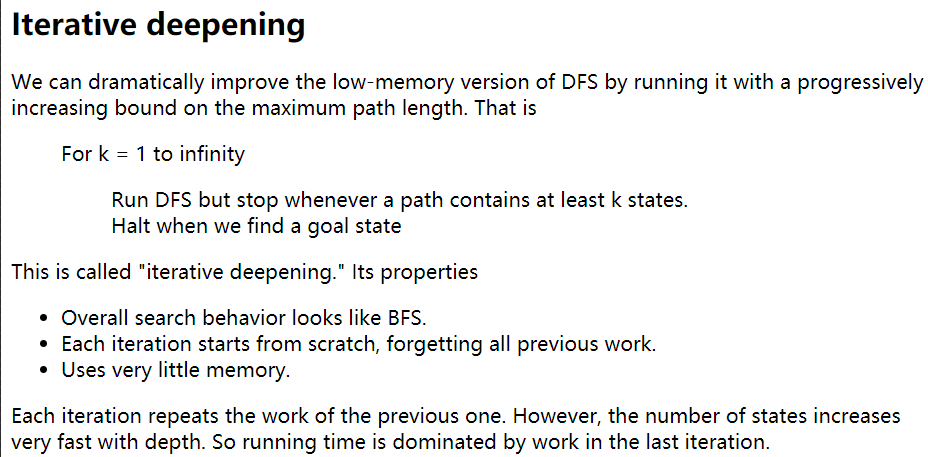 Iterative deepening
We can dramatically improve the low-memory version of DFS by running it with a progressively
increasing bound on the maximum path length. That is
For k = 1 to infinity
Run DFS but stop whenever a path contains at least k states.
Halt when we find a goal state
This is called "iterative deepening." Its properties
• Overall search behavior looks like BFS.
• Each iteration starts from scratch, forgetting all previous work.
• Uses very little memory.
Each iteration repeats the work of the previous one. However, the number of states increases
very fast with depth. So running time is dominated by work in the last iteration.